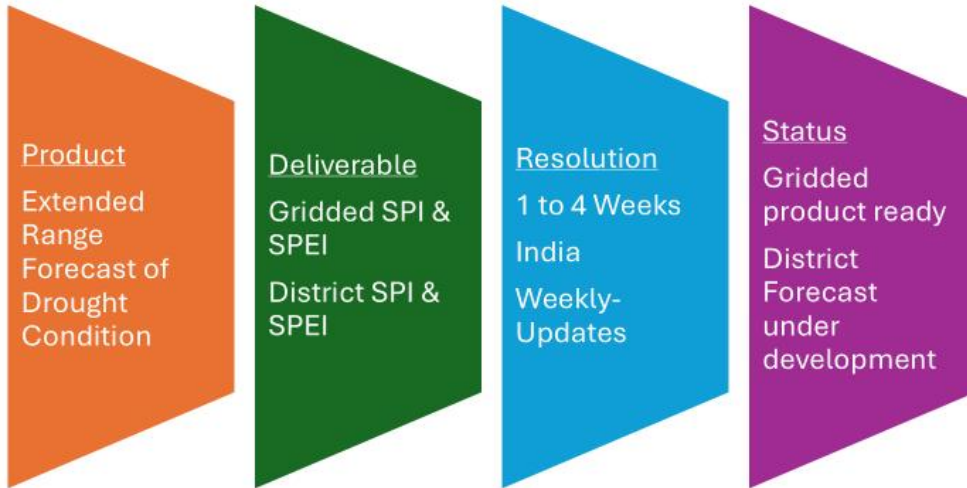 Product
Extended
Range
Forecast of
Drought
Condition
Deliverable
Gridded SPI &
SPEI
District SPI &
SPEI
Resolution
1 to 4 Weeks
India
Weekly-
Updates
Status
Gridded
product ready
District
Forecast
under
development